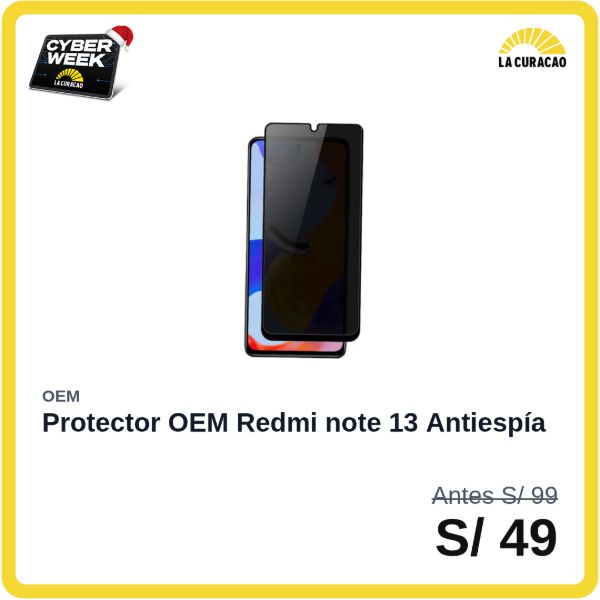 CYBER
WEEK
LA CURACAO
LA CURACAO
OEM
Protector OEM Redmi note 13 Antiespía
Antes S/ 99
S/ 49